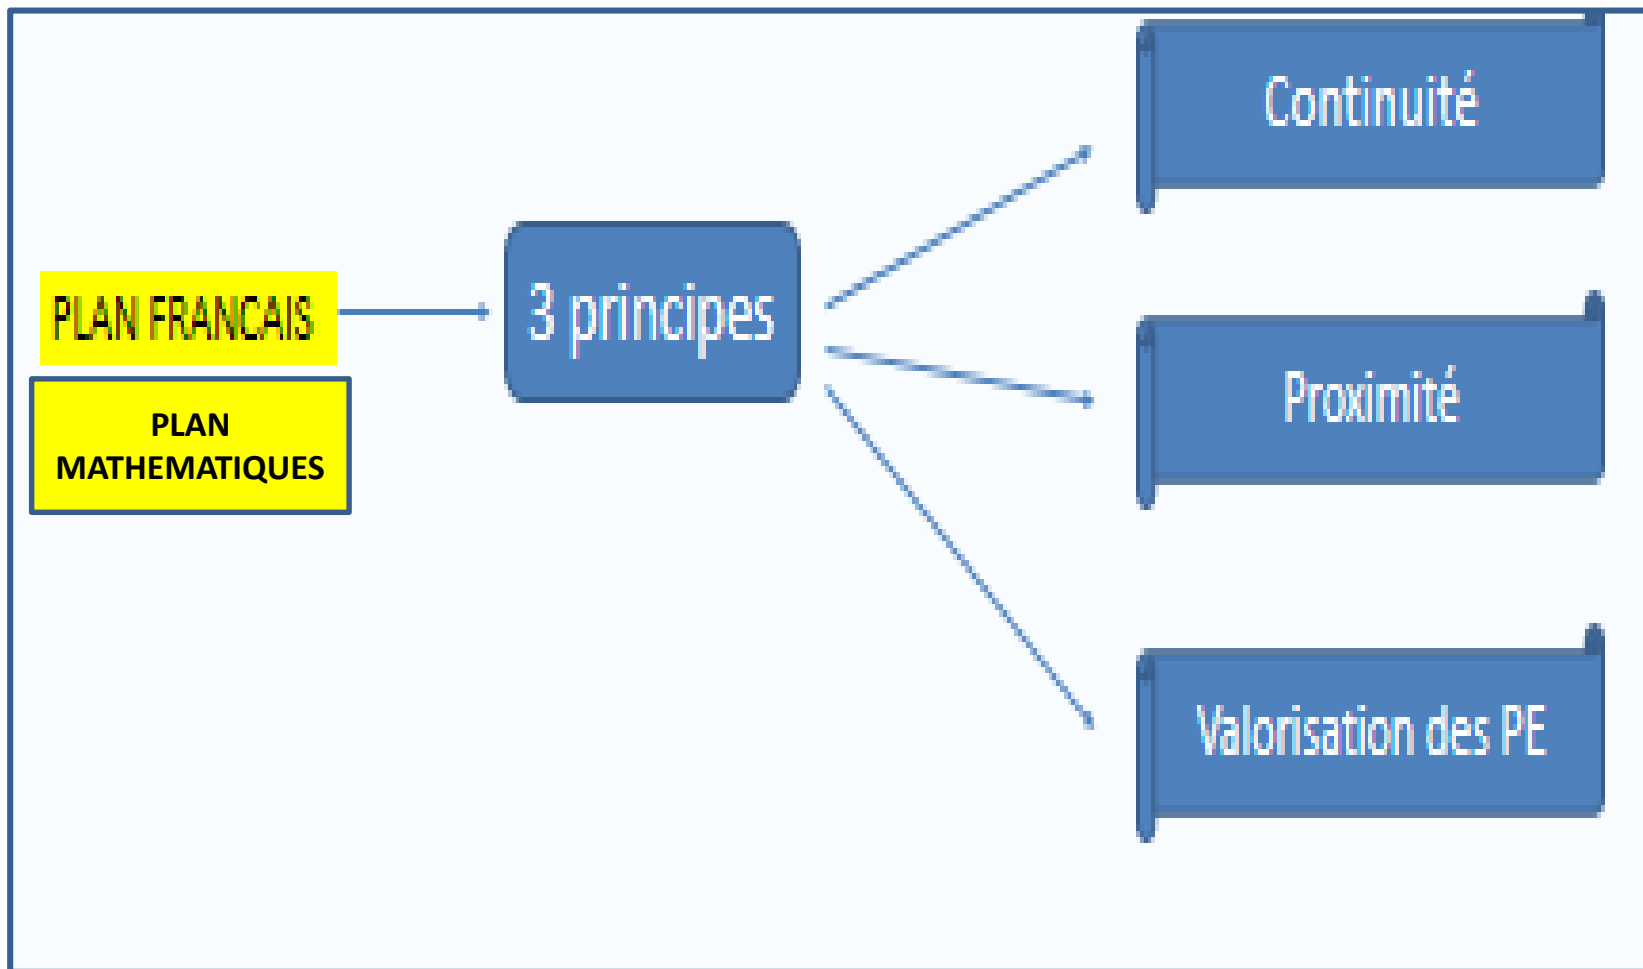 PLAN FRANCAIS
PLAN
MATHEMATIQUES
3 principes
Continuité
Proximité
Valorisation des PE